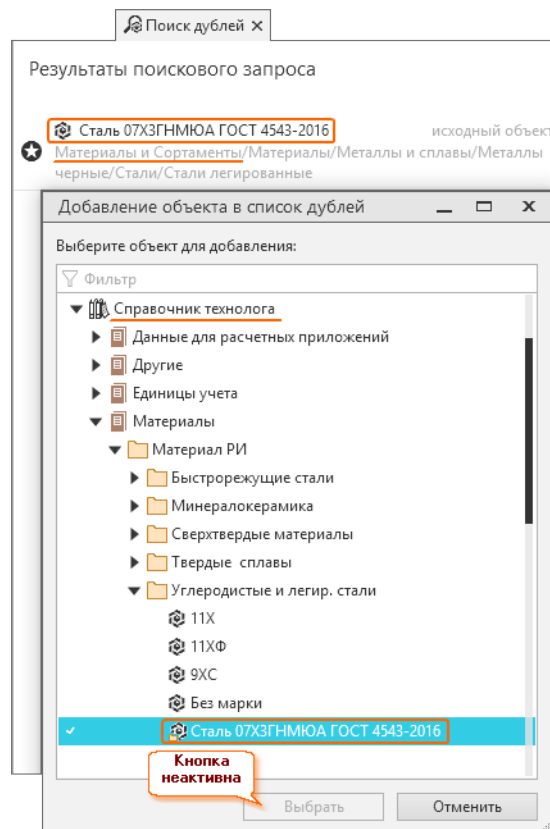 Поиск дублей
Результаты поискового запроса
Сталь 07ХЗГНМЮА ГОСТ 4543-2016 исходный объект
Материалы и Сортаменты/Материалы/Металлы и сплавы/Металлы
черные/Стали/Стали легированные
Добавление объекта в список дублей
Выберите объект для добавления:
Фильтр
Справочник технолога
Данные для расчетных приложений
Другие
Единицы учета
Материалы
Материал РИ
Быстрорежущие стали
Минералокерамика
Сверхтвердые материалы
Твердые сплавы
Углеродистые и легир. стали
11Х
11ХФ
9ХС
Без марки
Сталь 07ХЗГНМЮА ГОСТ 4543-2016
Кнопка
неактивна
Выбрать Отменить